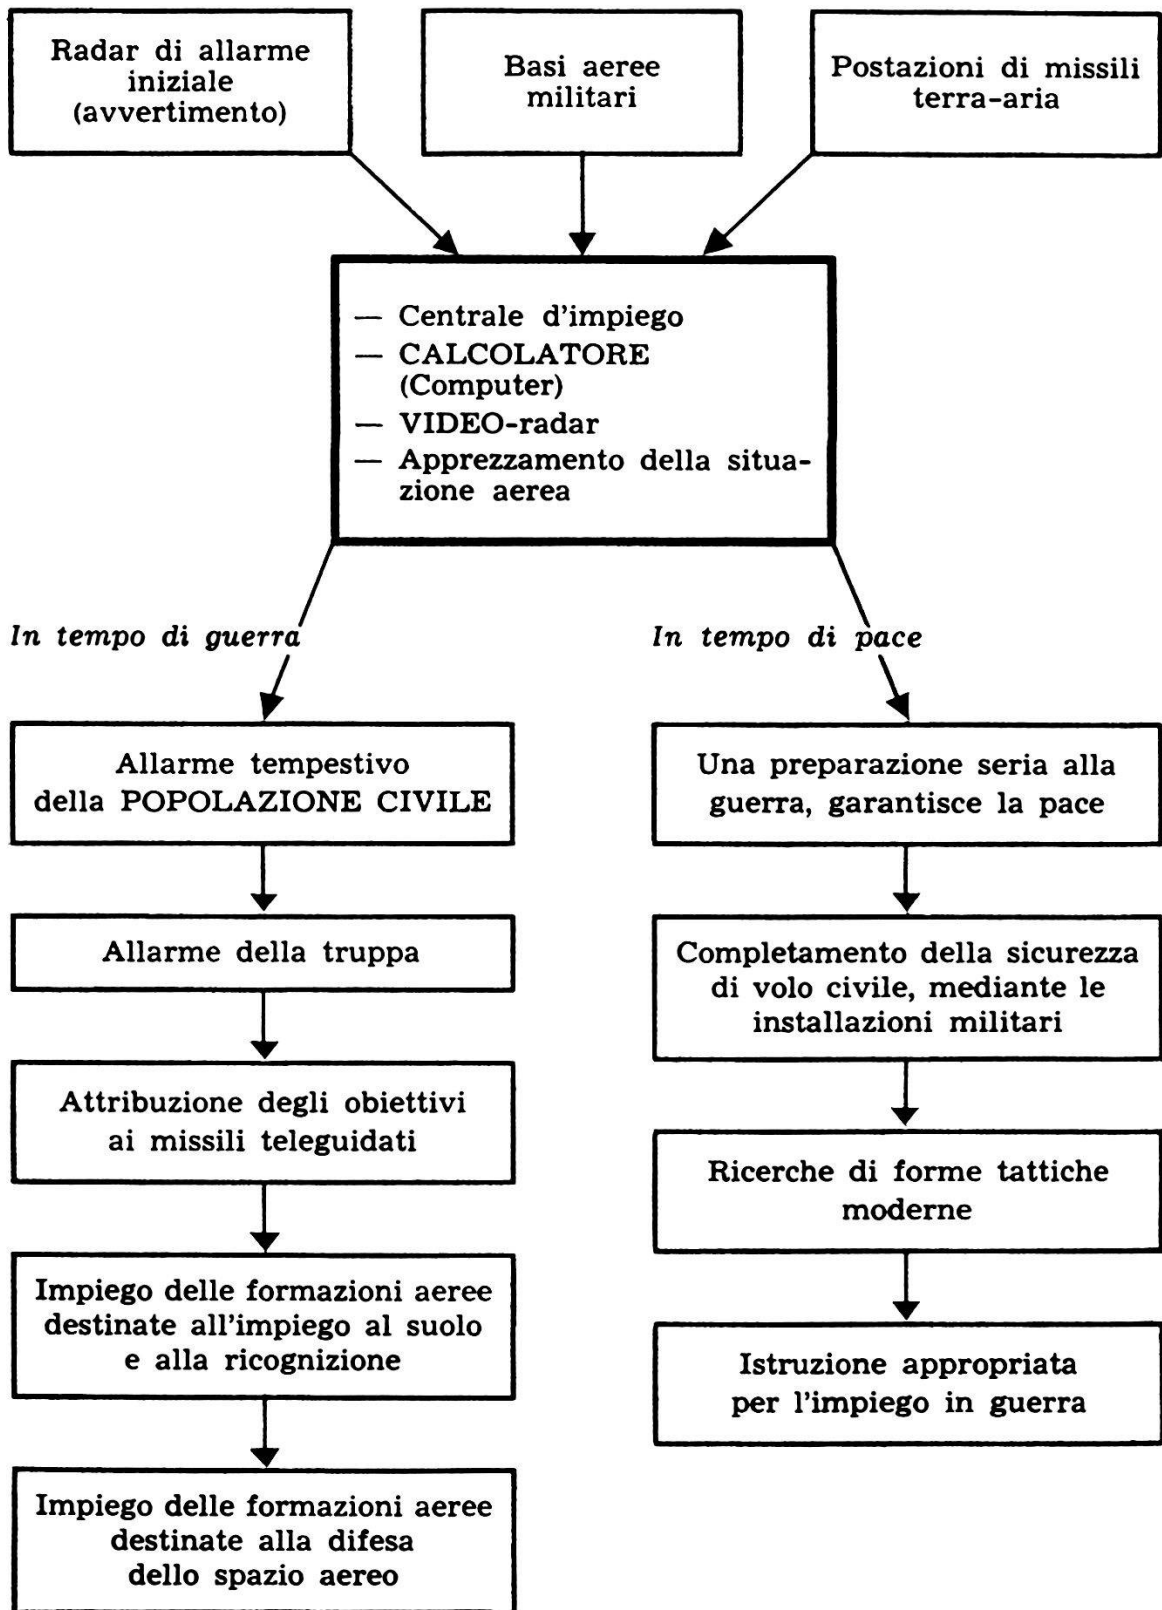 Radar di allarme
iniziale
(avvertimento)
Basi aeree
militari
Postazioni di missili
terra-aria
— Centrale d'impiego
— CALCOLATORE
(Computer)
— VIDEO-radar
— Apprezzamento della situa-
zione aerea
In tempo di guerra
In tempo di pace
Allarme tempestivo
della POPOLAZIONE CIVILE
Allarme della truppa
Attribuzione degli obiettivi
ai missili teleguidati
Impiego delle formazioni aeree
destinate all'impiego al suolo
e alla ricognizione
Impiego delle formazioni aeree
destinate alla difesa
dello spazio aereo
Una preparazione seria alla
guerra, garantisce la pace
Completamento della sicurezza
di volo civile, mediante le
installazioni militari
Ricerche di forme tattiche
moderne
Istruzione appropriata
per l'impiego in guerra